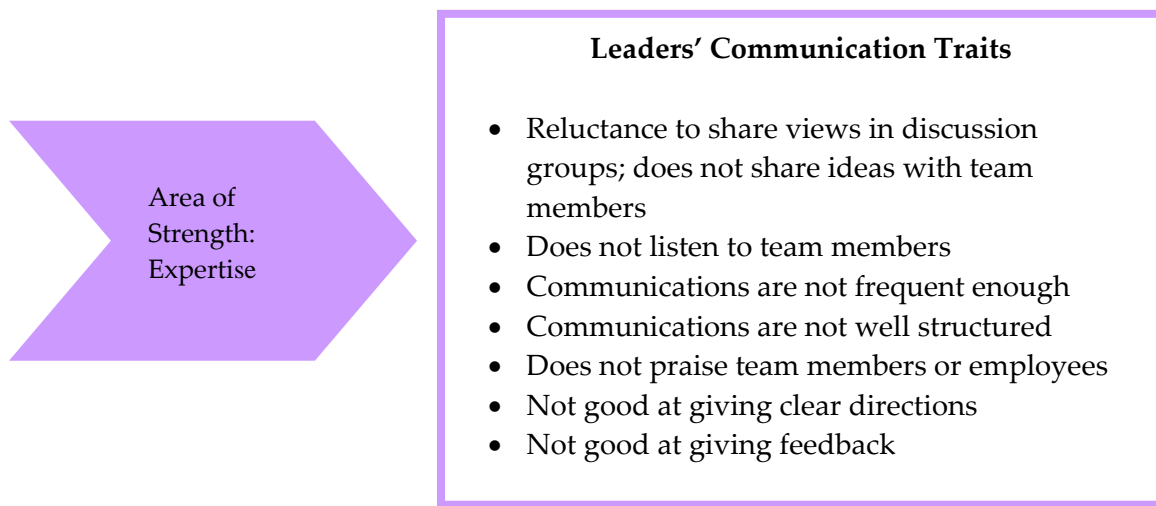 Area of
Strength:
Expertise
Leaders’ Communication Traits
• Reluctance to share views in discussion
groups; does not share ideas with team
members
• Does not listen to team members
• Communications are not frequent enough
• Communications are not well structured
• Does not praise team members or employees
• Not good at giving clear directions
• Not good at giving feedback